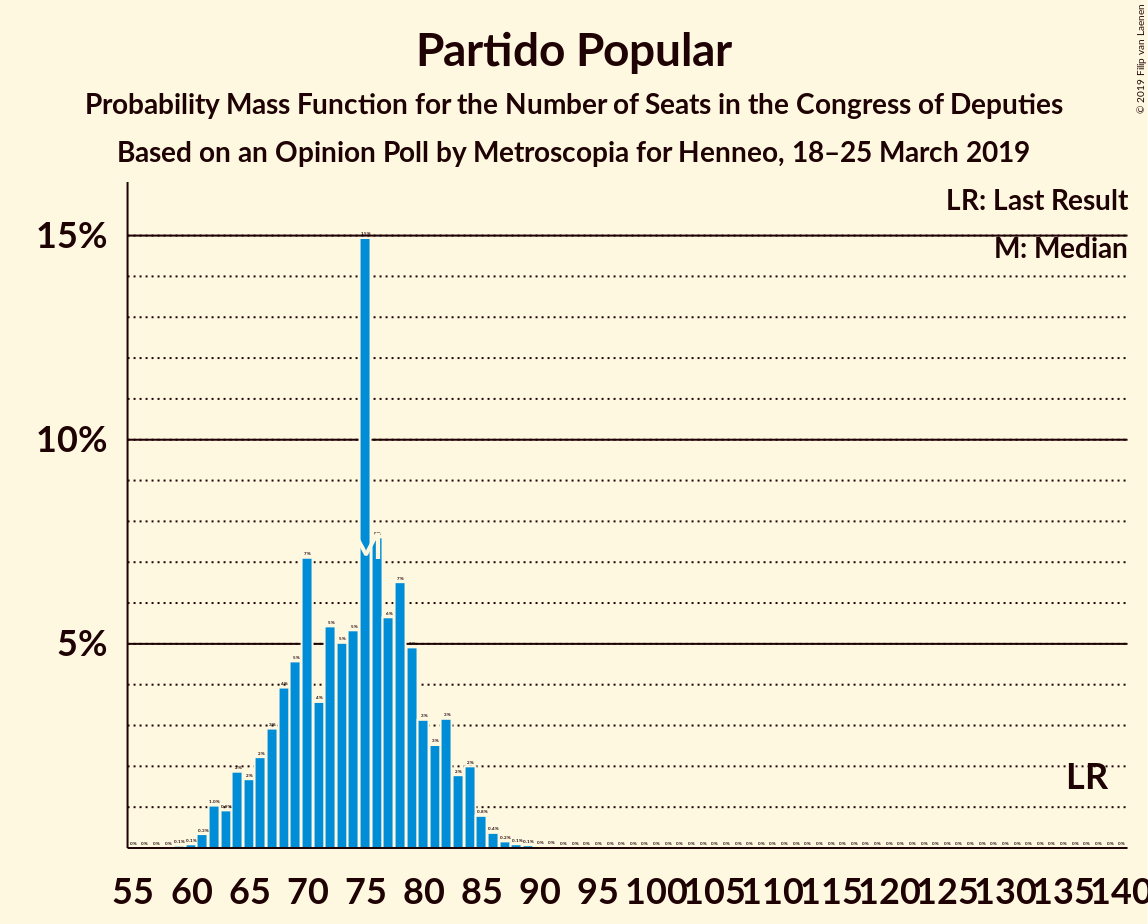 Partido Popular
Probability Mass Function for the Number of Seats in the Congress of Deputies
Based on an Opinion Poll by Metroscopia for Henneo, 18–25 March 2019
© 2019 Filip van Laenen
LR: Last Result
M: Median
15%
10%
5%
M
LR
55 60 65 70 75 80 85 90 95 100 105 110 115 120 125 130 135 140